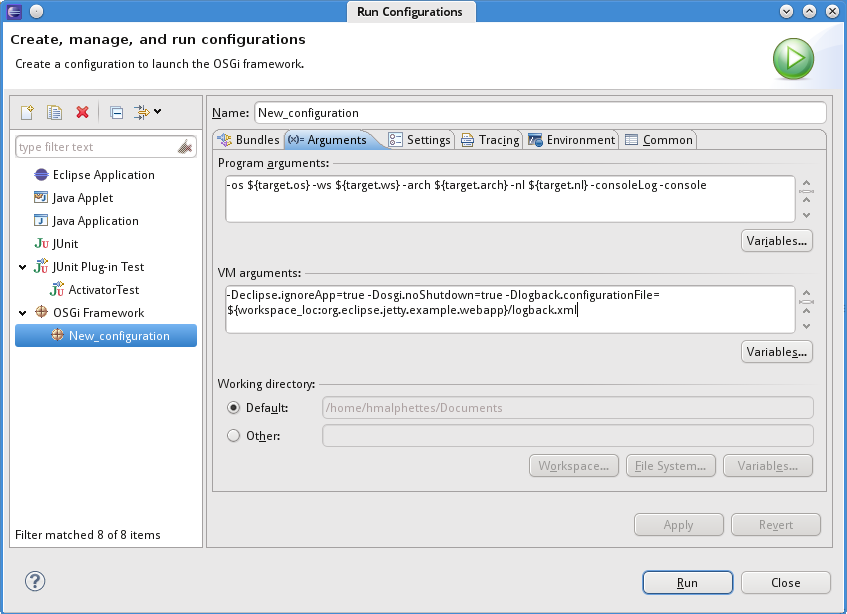 Run Configurations
Create, manage, and run configurations
Create a configuration to launch the OSGi framework.
type filter text
Eclipse Application
Java Applet
Java Application
Ju JUnit
JUnit Plug-in Test
ActivatorTest
OSGi Framework
New_configuration
Filter matched 8 of 8 items
Name: New_configuration
Bundles (x)= Arguments Settings Tracing Environment Common
Program arguments:
-os ${target.os} -ws ${target.ws} -arch ${target.arch} -nl ${target.nl} -consoleLog -console
Variables...
VM arguments:
-Declipse.ignoreApp=true -Dosgi.noShutdown=true -Dlogback.configurationFile=
${workspace_loc:org.eclipse.jetty.example.webapp}/logback.xml
Variables...
Working directory:
Default: /home/hmalphettes/Documents
Other:
Workspace... File System... Variables...
Apply Revert
? Run Close